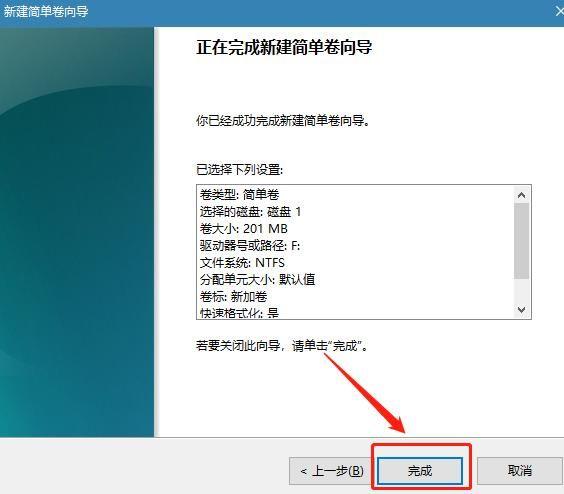 新建简单卷向导
正在完成新建简单卷向导
你已经成功完成新建简单卷向导。
已选择下列设置:
卷类型: 简单卷
选择的磁盘: 磁盘 1
卷大小: 201 MB
驱动器号或路径: F:
文件系统: NTFS
分配单元大小: 默认值
卷标: 新加卷
快速格式化: 是
若要关闭此向导，请单击"完成"。
< 上一步(B)
完成
取消